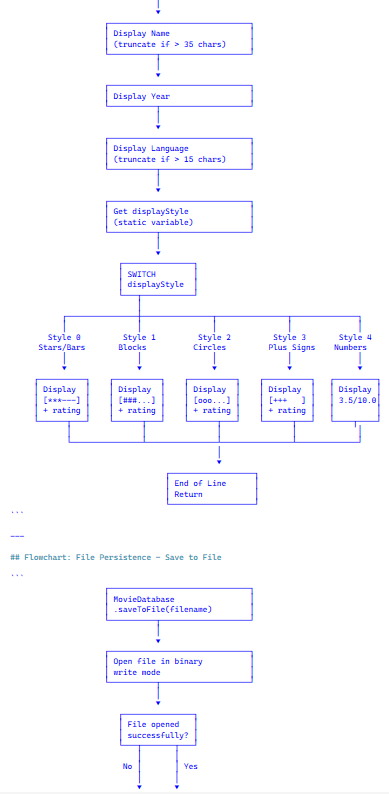 Display Name
(truncate if > 35 chars)
Display Year
Display Language
(truncate if > 15 chars)
Get displayStyle
(static variable)
SWITCH
displayStyle
Style 0 Style 1 Style 2 Style 3 Style 4
Stars/Bars Blocks Circles Plus Signs Numbers
Display Display Display Display Display
[***---] [###...] [ooo...] [+++   ] 3.5/10.0
+ rating + rating + rating + rating
End of Line
Return
```
---
## Flowchart: File Persistence - Save to File
```
MovieDatabase
.saveToFile(filename)
Open file in binary
write mode
File opened
successfully?
No Yes